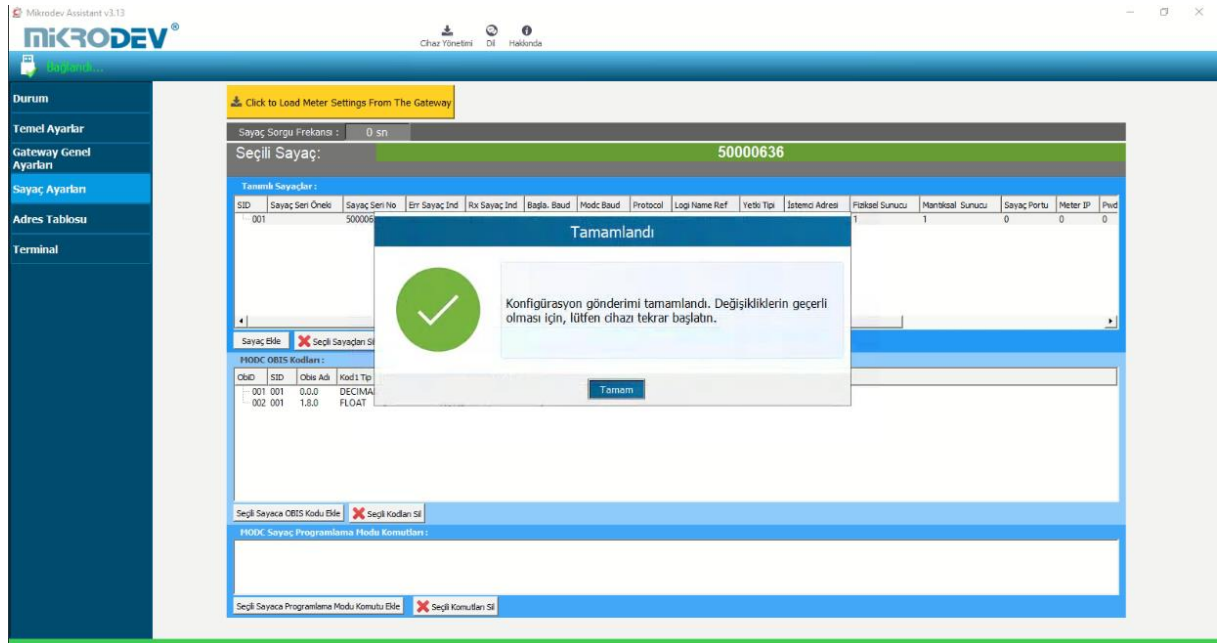 Mikrodev Assistant v3.13
MiKRODEV®
Cihaz Yönetimi Dil Hakkında
Bağlandı...
Durum
Temel Ayarlar
Gateway Genel
Ayarları
Sayaç Ayarları
Adres Tablosu
Terminal
Click to Load Meter Settings From The Gateway
Sayaç Sorgu Frekansı : 0 sn
Seçili Sayaç: 50000636
Tanımlı Sayaçlar :
SID Sayaç Seri Öneki Sayaç Seri No Err Sayaç Ind Rx Sayaç Ind Başla. Baud Modc Baud Protocol Logi Name Ref Yetki Tipi İstemci Adresi Fiziksel Sunucu Mantıksal Sunucu Sayaç Portu Meter IP Pwd
001 500006 1 1 0 0 0
Tamamlandı
Konfigürasyon gönderimi tamamlandı. Değişikliklerin geçerli
olması için, lütfen cihazı tekrar başlatın.
Tamam
Sayaç Ekle Seçili Sayaçları Sil
MODC OBIS Kodları :
ObiD SID Obis Adı Kod1 Tip
001 001 0.0.0 DECIMA
002 001 1.8.0 FLOAT
Seçili Sayaca OBIS Kodu Ekle Seçili Kodları Sil
MODC Sayaç Programlama Modu Komutları :
Seçili Sayaca Programlama Modu Komutu Ekle Seçili Komutları Sil